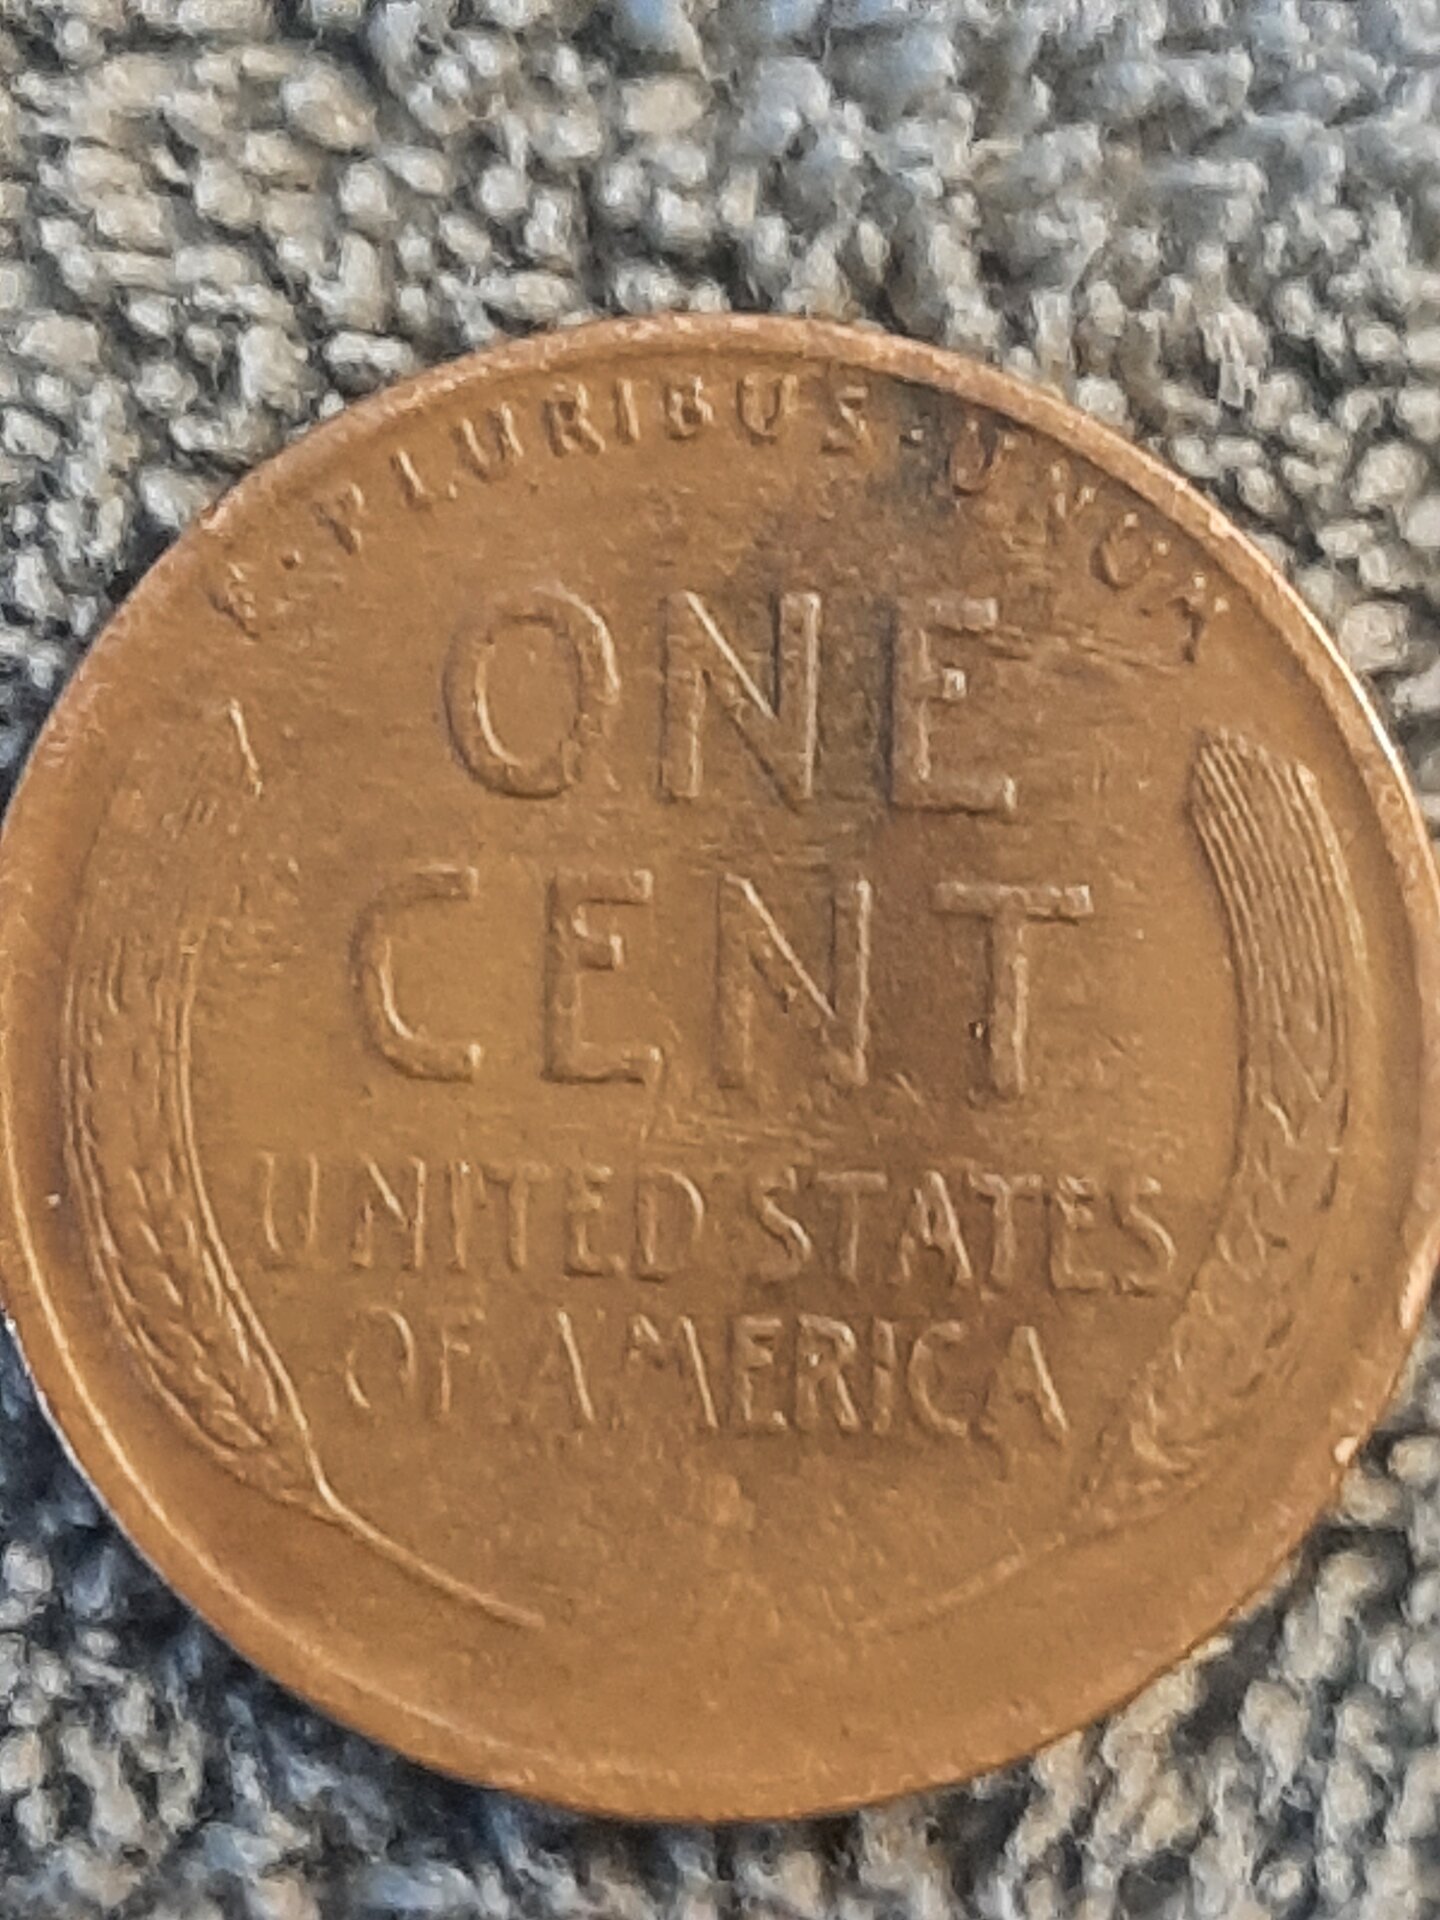 E · PLURIBUS · UNUM
ONE
CENT
UNITED STATES
OF AMERICA